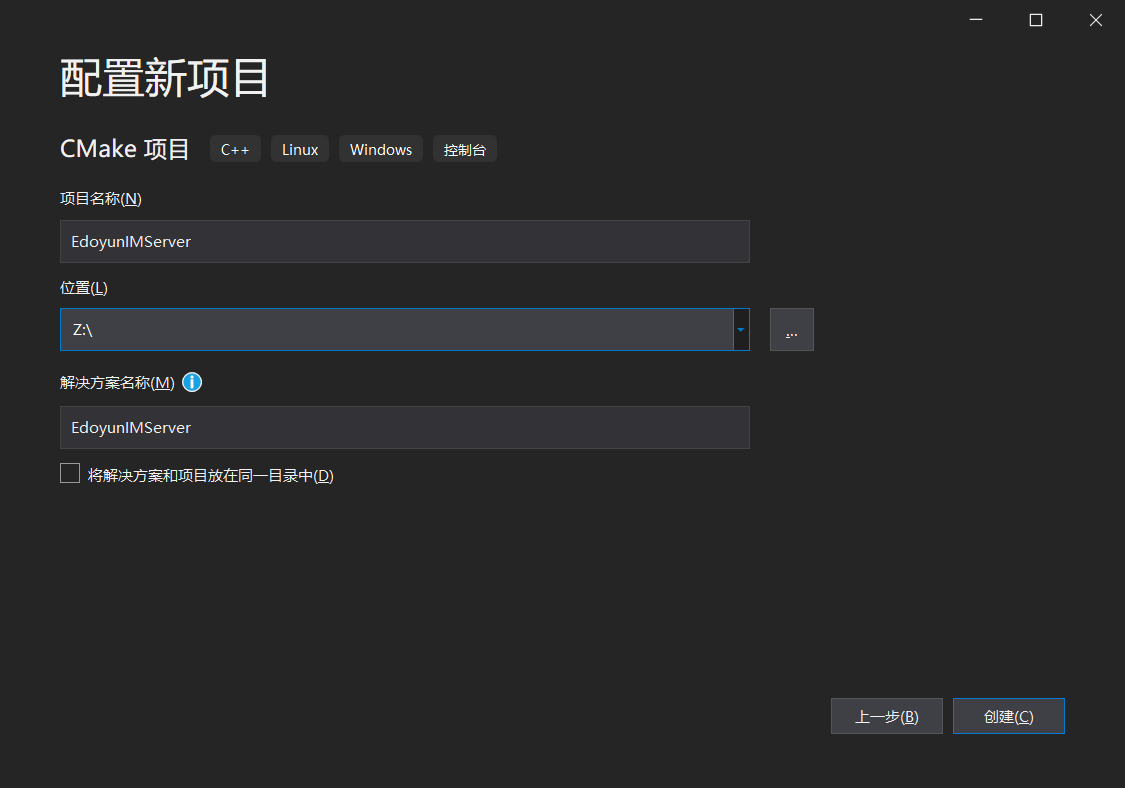 配置新项目
CMake 项目 C++ Linux Windows 控制台
项目名称(N)
EdoyunIMServer
位置(L)
Z:\
...
解决方案名称(M)
EdoyunIMServer
将解决方案和项目放在同一目录中(D)
上一步(B) 创建(C)